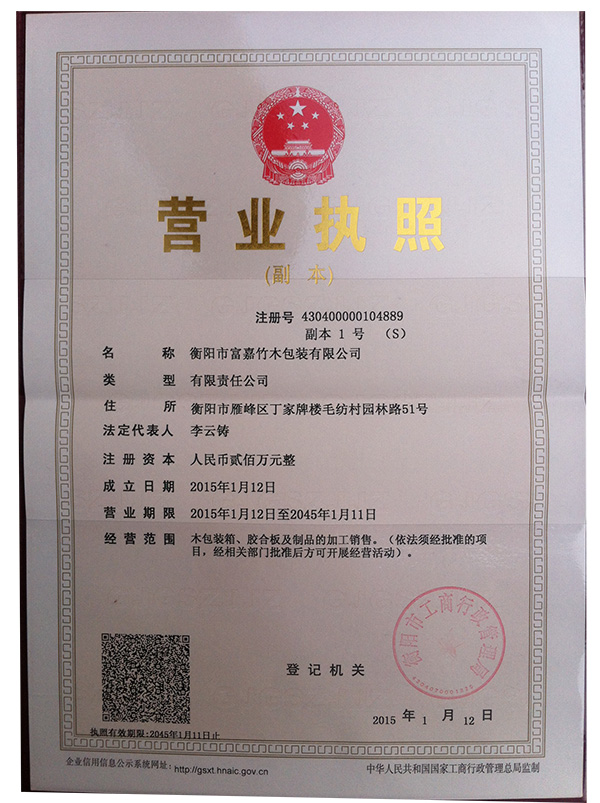 营业执照
(副 本)
注册号 430400000104889
副本 1 号 (S)
名 称 衡阳市富嘉竹木包装有限公司
类 型 有限责任公司
住 所 衡阳市雁峰区丁家牌楼毛纺村园林路51号
法定代表人 李云铸
注册资本 人民币贰佰万元整
成立日期 2015年1月12日
营业期限 2015年1月12日至2045年1月11日
经营范围 木包装箱、胶合板及制品的加工销售。（依法须经批准的项
目，经相关部门批准后方可开展经营活动）。
衡阳市工商行政管理局
登记机关
2015 年 1 月 12 日
执照有效期限:2045年1月11日止
企业信用信息公示系统网址: http://gsxt.hnaic.gov.cn
中华人民共和国国家工商行政管理总局监制